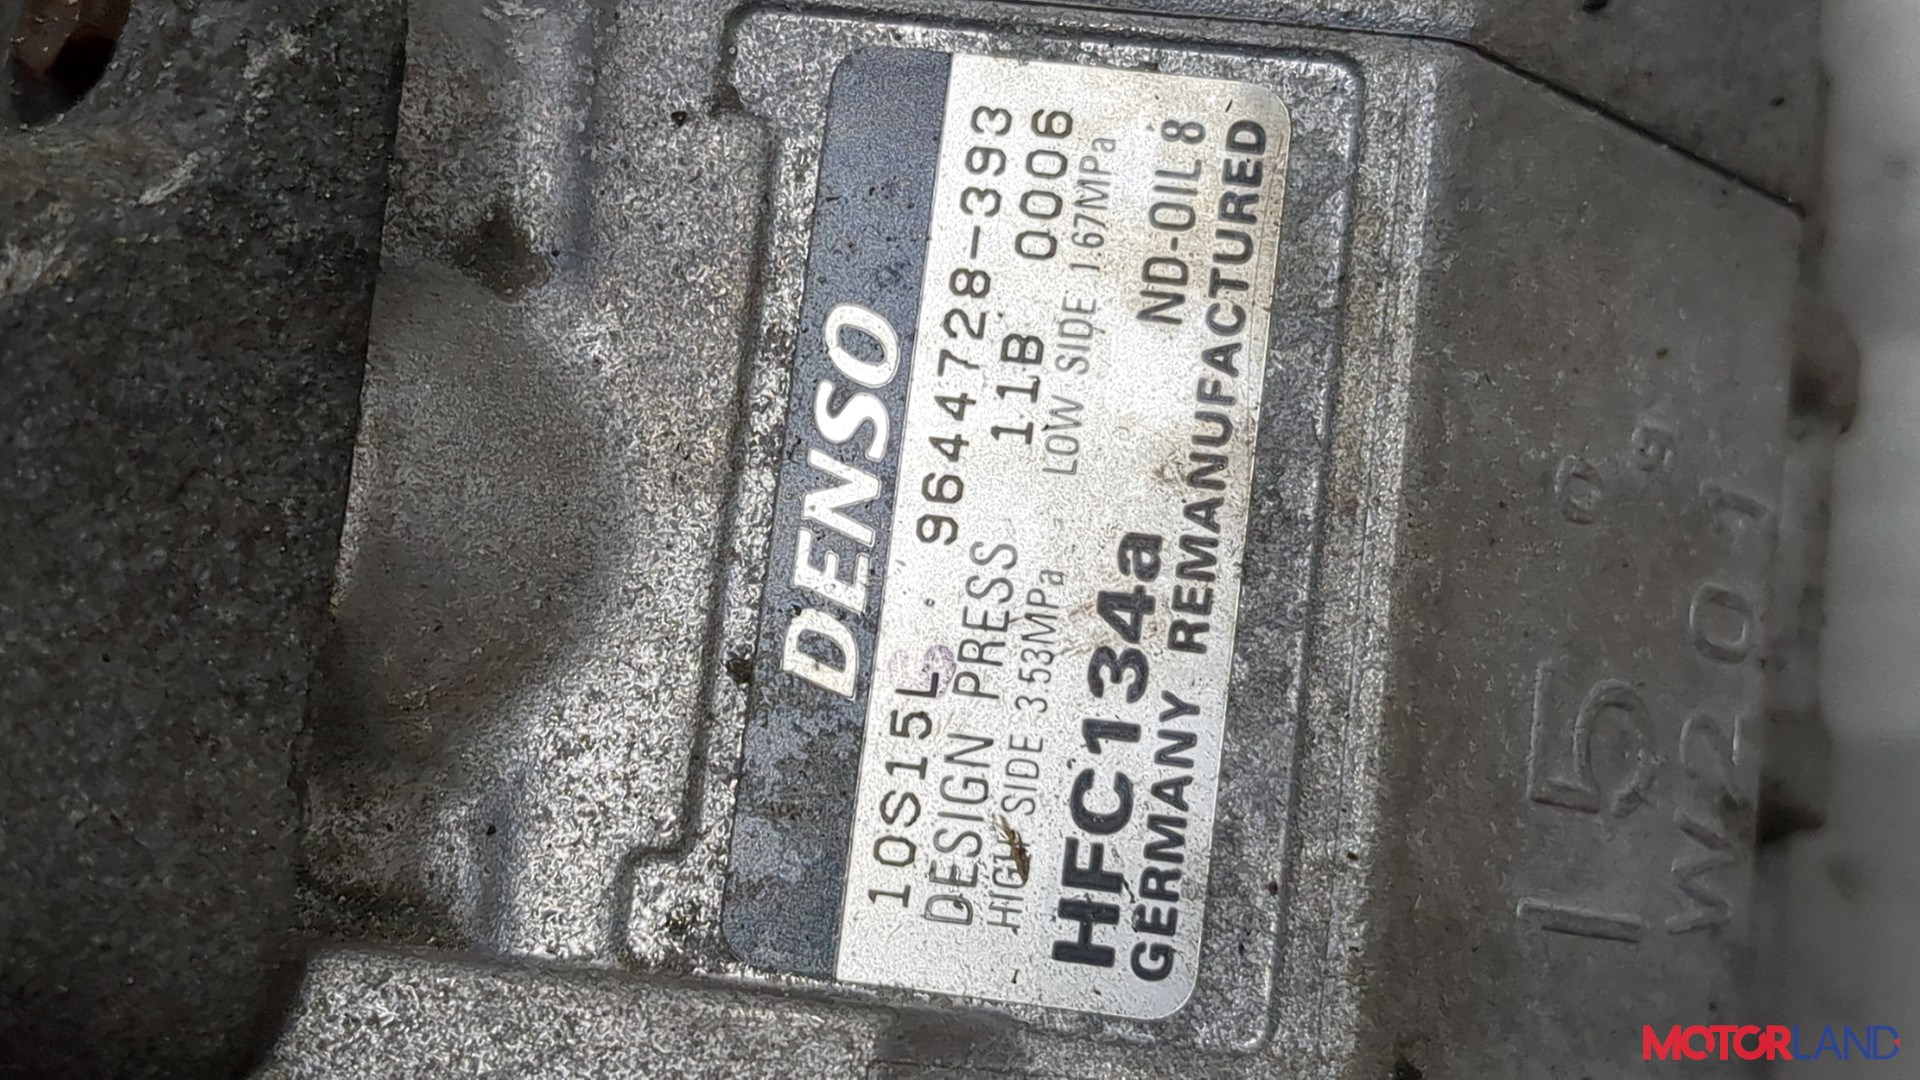 DENSO
10S15L 9644728-393
DESIGN PRESS 11B 0006
HIGH SIDE 3.53MPa LOW SIDE 1.67MPa
HFC134a ND-OIL 8
GERMANY REMANUFACTURED
15
W201
MOTORLAND